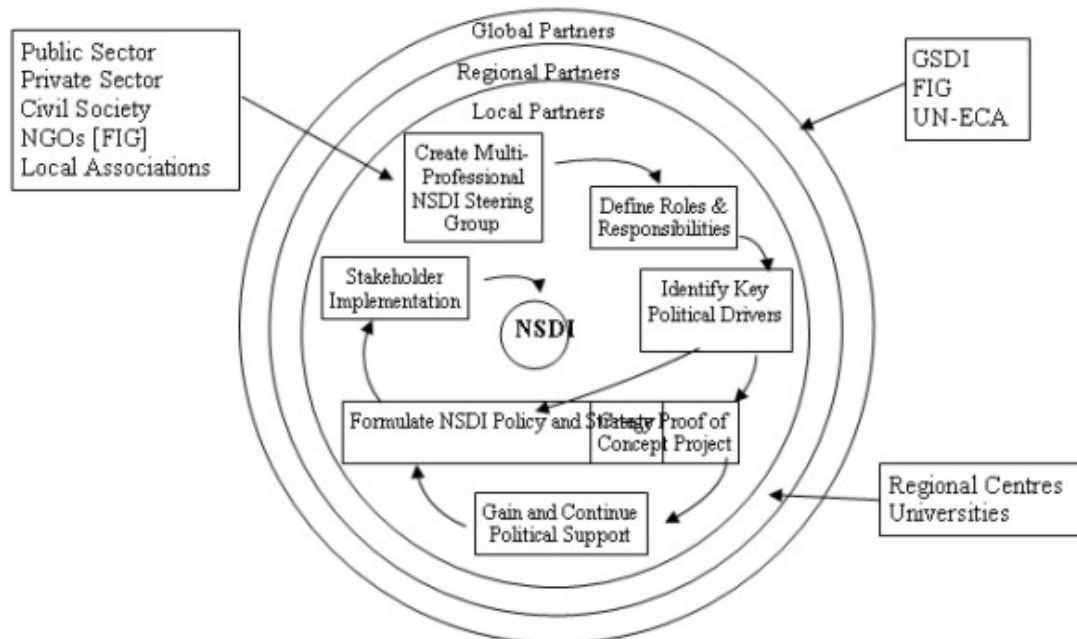 Global Partners
Regional Partners
Local Partners
Public Sector
Private Sector
Civil Society
NGOs [FIG]
Local Associations
GSDI
FIG
UN-ECA
Create Multi-
Professional
NSDI Steering
Group
Define Roles &
Responsibilities
Identify Key
Political Drivers
Stakeholder
Implementation
NSDI
Formulate NSDI Policy and Strategy
Create Proof of
Concept Project
Gain and Continue
Political Support
Regional Centres
Universities